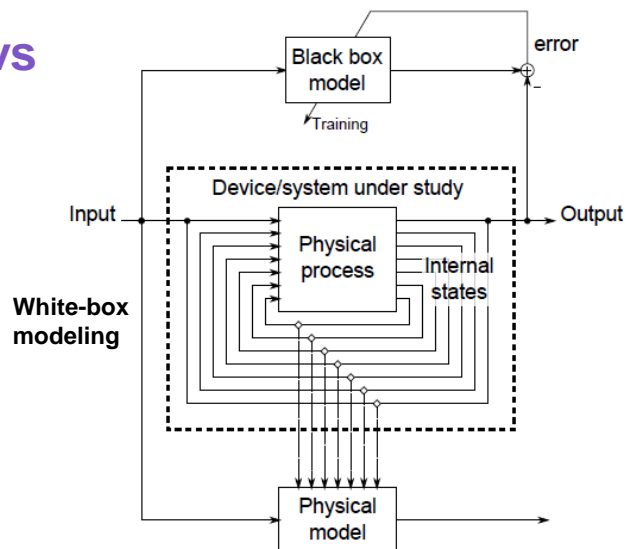 vs
error
Black box
model
Training
Device/system under study
Input
Output
Physical
process
Internal
states
White-box
modeling
Physical
model